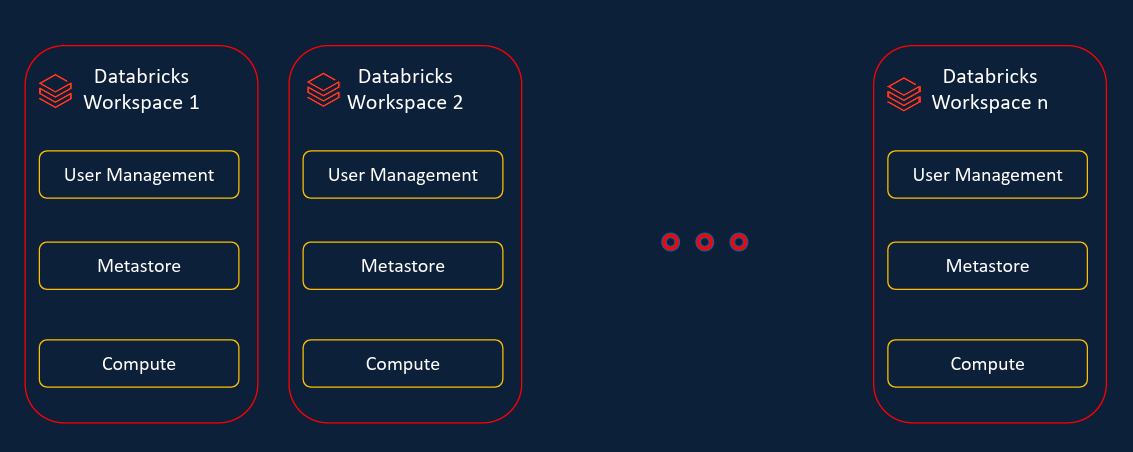 Databricks
Workspace 1
User Management
Metastore
Compute
Databricks
Workspace 2
User Management
Metastore
Compute
Databricks
Workspace n
User Management
Metastore
Compute